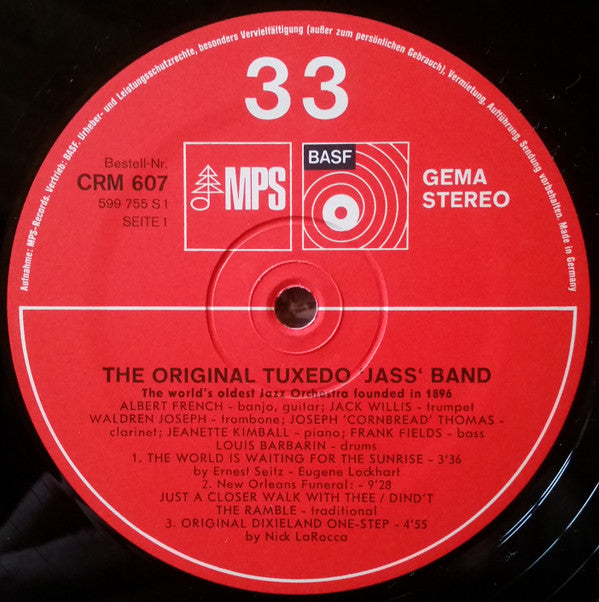 Aufnahme: MPS-Records. Vertrieb: BASF, Urheber- und Leistungsschutzrechte, besonders Vervielfältigung (außer zum persönlichen Gebrauch), Vermietung, Aufführung, Sendung vorbehalten. Made in Germany
33
Bestell-Nr.
CRM 607
599 755 S 1
SEITE 1
MPS
BASF
GEMA
STEREO
THE ORIGINAL TUXEDO 'JASS' BAND
The world's oldest Jazz Orchestra founded in 1896
ALBERT FRENCH - banjo, guitar; JACK WILLIS - trumpet
WALDREN JOSEPH - trombone; JOSEPH 'CORNBREAD' THOMAS -
clarinet; JEANETTE KIMBALL - piano; FRANK FIELDS - bass
LOUIS BARBARIN - drums
1. THE WORLD IS WAITING FOR THE SUNRISE - 3'36
by Ernest Seitz - Eugene Lockhart
2. New Orleans Funeral: - 9'28
JUST A CLOSER WALK WITH THEE / DIND'T
THE RAMBLE - traditional
3. ORIGINAL DIXIELAND ONE-STEP - 4'55
by Nick LaRocca